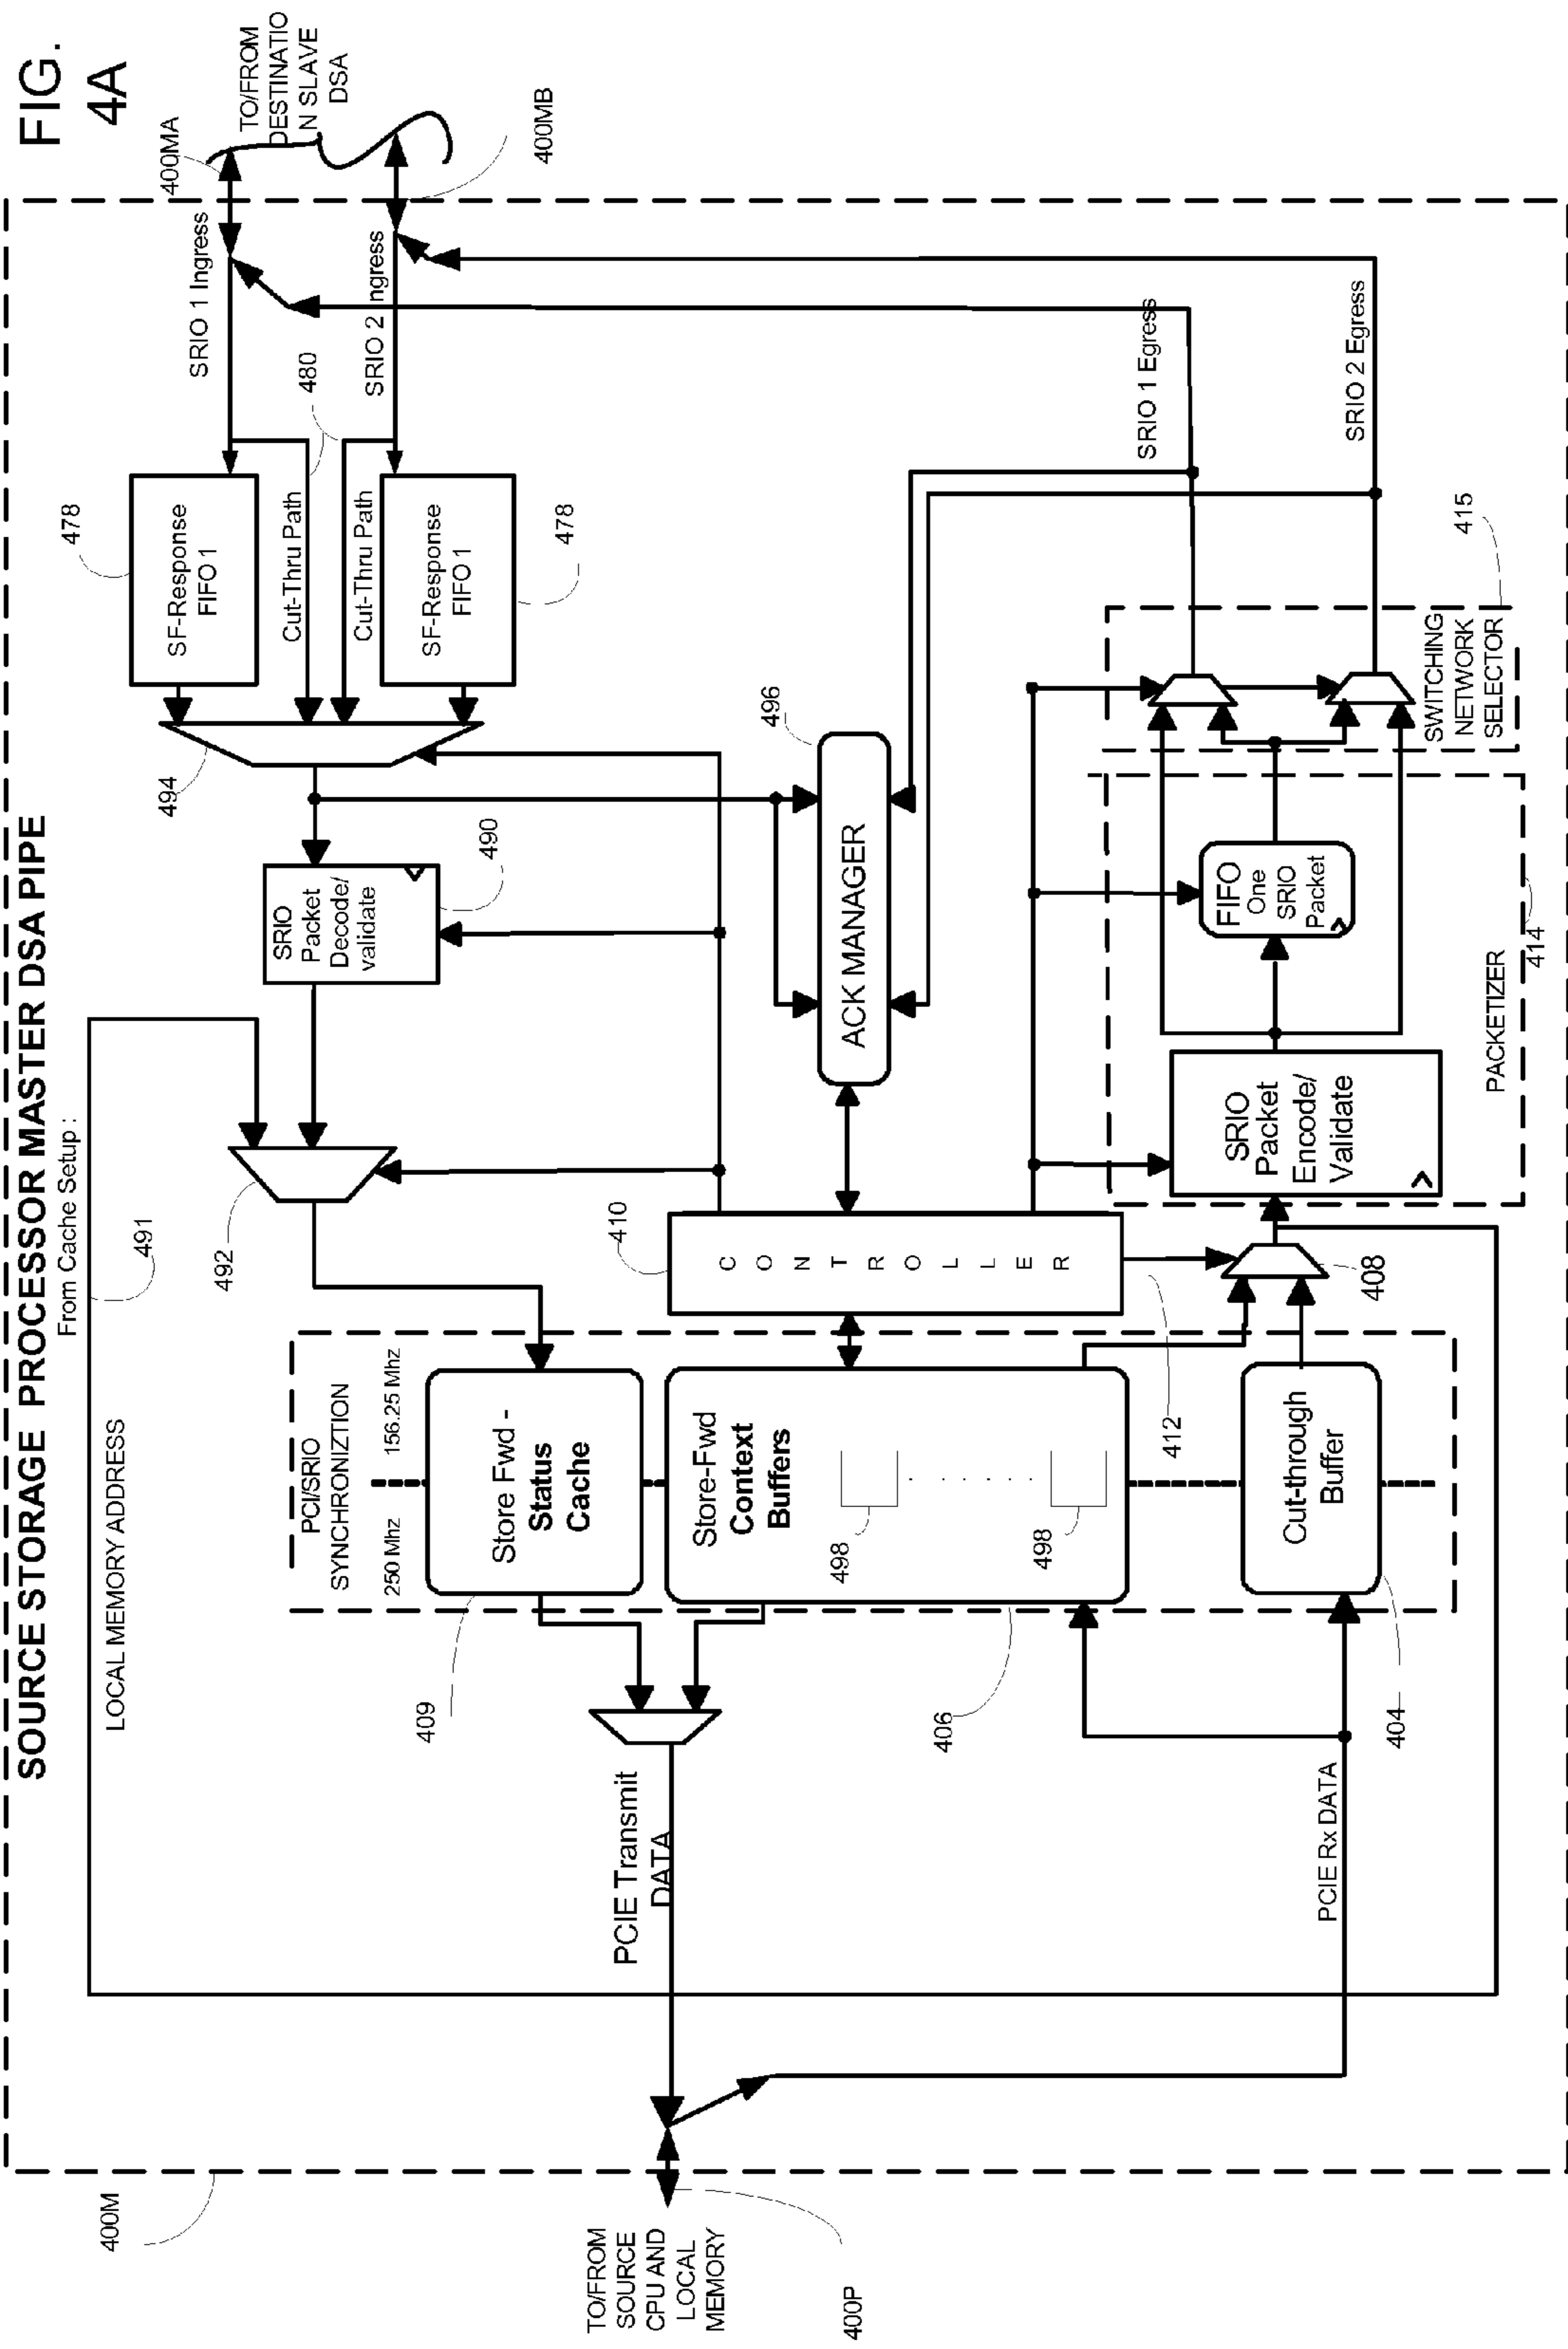 FIG.
4A
SOURCE STORAGE PROCESSOR MASTER DSA PIPE
From Cache Setup :
400M
491
LOCAL MEMORY ADDRESS
492
494
490
SRIO
Packet
Decode/
validate
478
SF-Response
FIFO 1
Cut-Thru Path
480
Cut-Thru Path
SF-Response
FIFO 1
478
SRIO 1 Ingress
SRIO 2 ngress
400MA
TO/FROM
DESTINATIO
N SLAVE
DSA
400MB
PCI/SRIO
SYNCHRONIZTION
250 Mhz
156.25 Mhz
409
Store Fwd -
Status
Cache
Store-Fwd
Context
Buffers
498
498
406
410
CONTROLLER
412
496
ACK MANAGER
TO/FROM
SOURCE
CPU AND
LOCAL
MEMORY
400P
PCIE Transmit
DATA
PCIE Rx DATA
404
Cut-through
Buffer
408
SRIO
Packet
Encode/
Validate
PACKETIZER
414
FIFO
One
SRIO
Packet
SWITCHING
NETWORK
SELECTOR
415
SRIO 1 Egress
SRIO 2 Egress